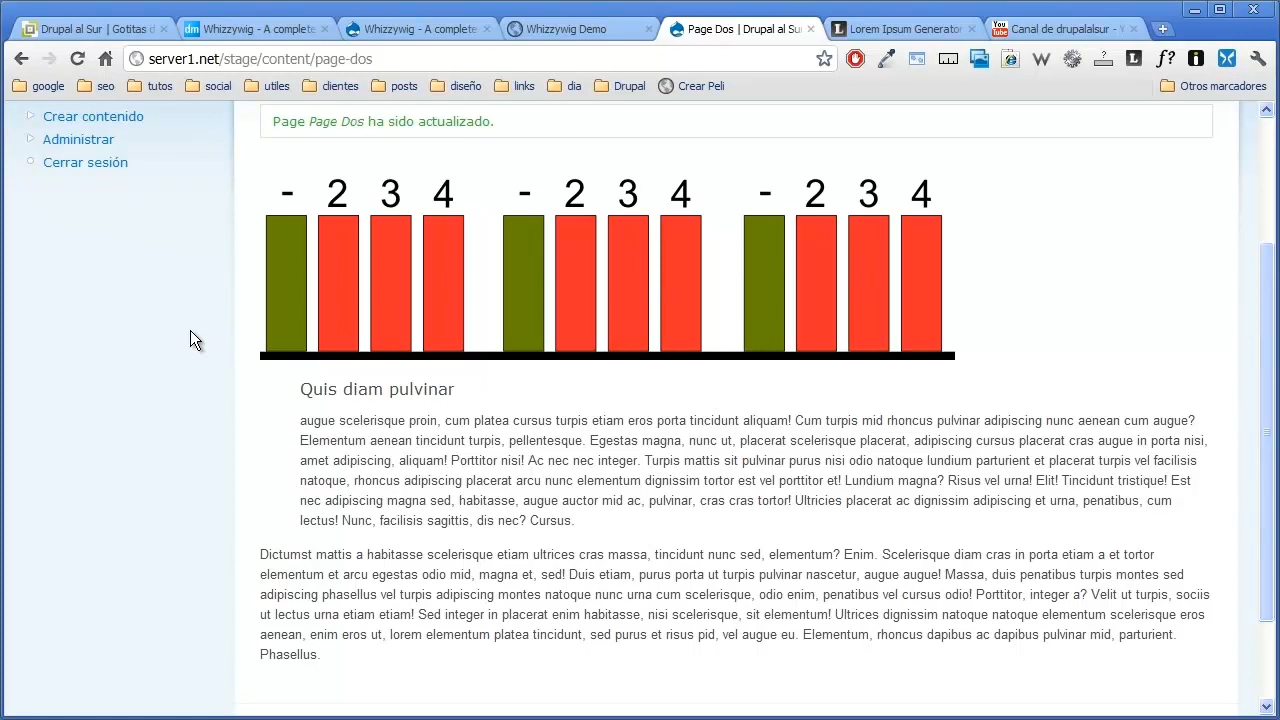 Drupal al Sur | Gotitas d
Whizzywig - A complete
Whizzywig - A complete
Whizzywig Demo
Page Dos | Drupal al Su
Lorem Ipsum Generator
Canal de drupalalsur - Y
server1.net/stage/content/page-dos
google seo tutos social utiles clientes posts diseño links dia Drupal Crear Peli Otros marcadores
Crear contenido
Administrar
Cerrar sesión
Page Page Dos ha sido actualizado.
- 2 3 4 - 2 3 4 - 2 3 4
Quis diam pulvinar
augue scelerisque proin, cum platea cursus turpis etiam eros porta tincidunt aliquam! Cum turpis mid rhoncus pulvinar adipiscing nunc aenean cum augue?
Elementum aenean tincidunt turpis, pellentesque. Egestas magna, nunc ut, placerat scelerisque placerat, adipiscing cursus placerat cras augue in porta nisi,
amet adipiscing, aliquam! Porttitor nisi! Ac nec nec integer. Turpis mattis sit pulvinar purus nisi odio natoque lundium parturient et placerat turpis vel facilisis
natoque, rhoncus adipiscing placerat arcu nunc elementum dignissim tortor est vel porttitor et! Lundium magna? Risus vel urna! Elit! Tincidunt tristique! Est
nec adipiscing magna sed, habitasse, augue auctor mid ac, pulvinar, cras cras tortor! Ultricies placerat ac dignissim adipiscing et urna, penatibus, cum
lectus! Nunc, facilisis sagittis, dis nec? Cursus.
Dictumst mattis a habitasse scelerisque etiam ultrices cras massa, tincidunt nunc sed, elementum? Enim. Scelerisque diam cras in porta etiam a et tortor
elementum et arcu egestas odio mid, magna et, sed! Duis etiam, purus porta ut turpis pulvinar nascetur, augue augue! Massa, duis penatibus turpis montes sed
adipiscing phasellus vel turpis adipiscing montes natoque nunc urna cum scelerisque, odio enim, penatibus vel cursus odio! Porttitor, integer a? Velit ut turpis, sociis
ut lectus urna etiam etiam! Sed integer in placerat enim habitasse, nisi scelerisque, sit elementum! Ultrices dignissim natoque natoque elementum scelerisque eros
aenean, enim eros ut, lorem elementum platea tincidunt, sed purus et risus pid, vel augue eu. Elementum, rhoncus dapibus ac dapibus pulvinar mid, parturient.
Phasellus.